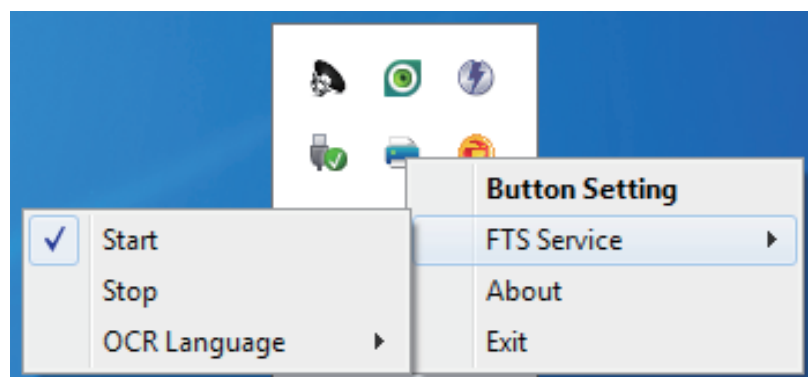 Button Setting
FTS Service
About
Exit
Start
Stop
OCR Language